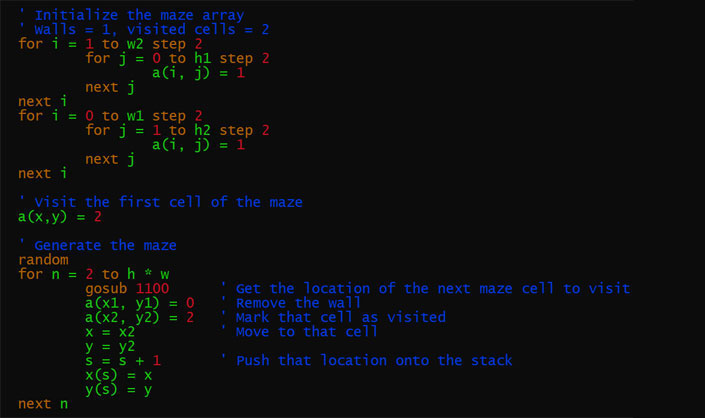 ' Initialize the maze array
' Walls = 1, visited cells = 2
for i = 1 to w2 step 2
        for j = 0 to h1 step 2
                a(i, j) = 1
        next j
next i
for i = 0 to w1 step 2
        for j = 1 to h2 step 2
                a(i, j) = 1
        next j
next i

' Visit the first cell of the maze
a(x,y) = 2

' Generate the maze
random
for n = 2 to h * w
        gosub 1100      ' Get the location of the next maze cell to visit
        a(x1, y1) = 0   ' Remove the wall
        a(x2, y2) = 2   ' Mark that cell as visited
        x = x2          ' Move to that cell
        y = y2
        s = s + 1       ' Push that location onto the stack
        x(s) = x
        y(s) = y
next n